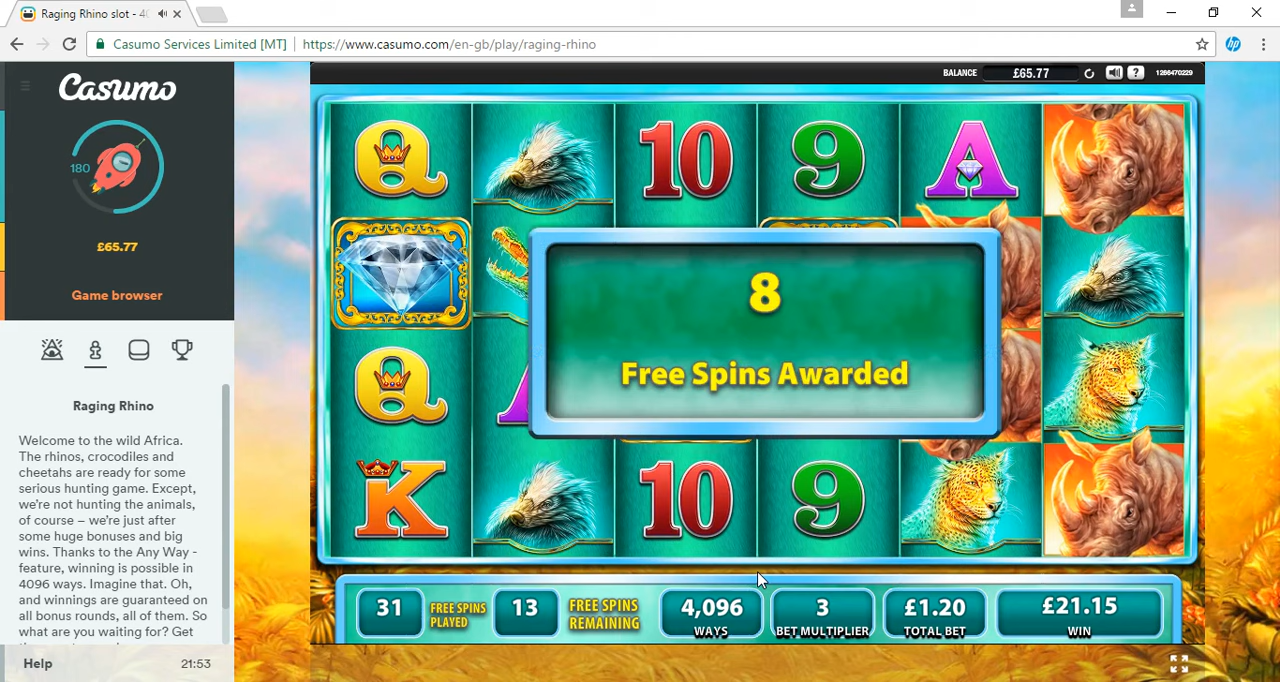 Raging Rhino slot - 4
Casumo Services Limited [MT]
https://www.casumo.com/en-gb/play/raging-rhino
hp
BALANCE
£65.77
?
1266470229
Casumo
180
£65.77
Game browser
Raging Rhino
Welcome to the wild Africa.
The rhinos, crocodiles and
cheetahs are ready for some
serious hunting game. Except,
we're not hunting the animals,
of course – we're just after
some huge bonuses and big
wins. Thanks to the Any Way -
feature, winning is possible in
4096 ways. Imagine that. Oh,
and winnings are guaranteed on
all bonus rounds, all of them. So
what are you waiting for? Get
Help
21:53
Q
10
9
A
8
Free Spins Awarded
Q
A
K
10
9
31
FREE SPINS
PLAYED
13
FREE SPINS
REMAINING
4,096
WAYS
3
BET MULTIPLIER
£1.20
TOTAL BET
£21.15
WIN